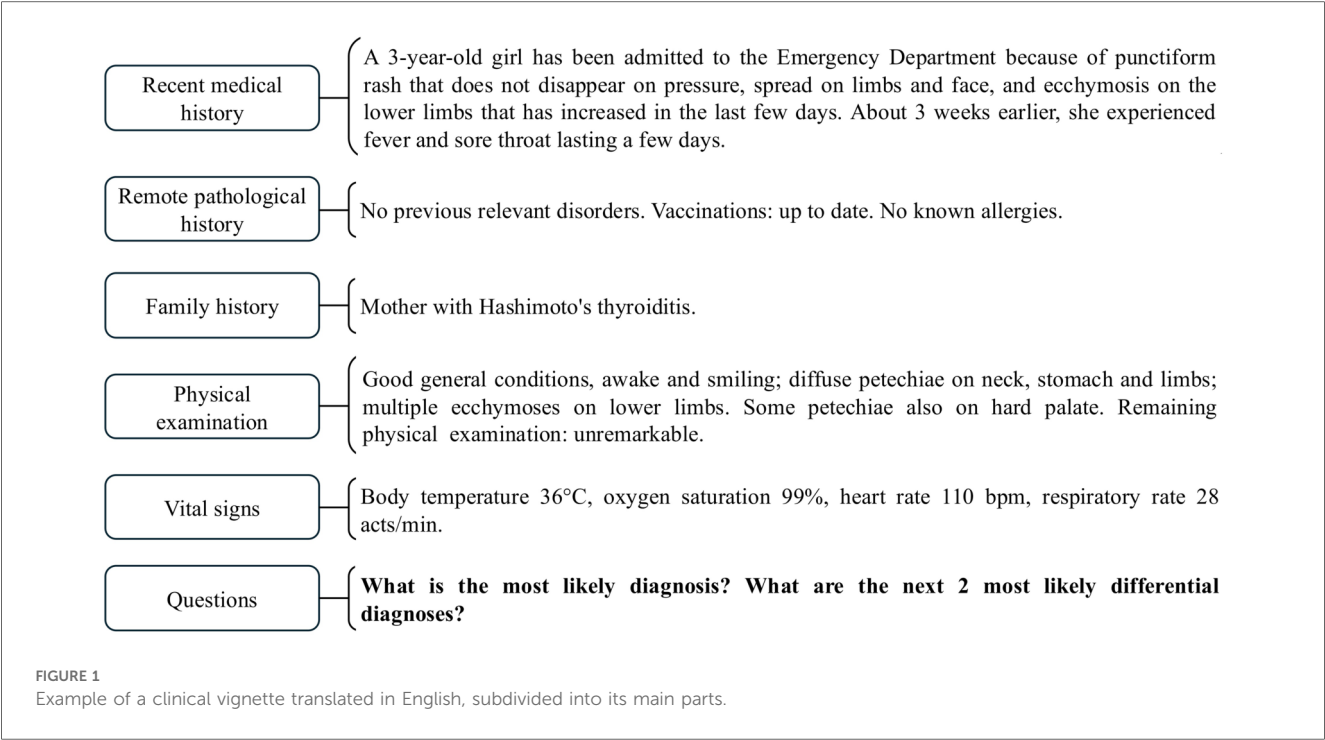 Recent medical
history
A 3-year-old girl has been admitted to the Emergency Department because of punctiform
rash that does not disappear on pressure, spread on limbs and face, and ecchymosis on the
lower limbs that has increased in the last few days. About 3 weeks earlier, she experienced
fever and sore throat lasting a few days.
Remote pathological
history
No previous relevant disorders. Vaccinations: up to date. No known allergies.
Family history
Mother with Hashimoto's thyroiditis.
Physical
examination
Good general conditions, awake and smiling; diffuse petechiae on neck, stomach and limbs;
multiple ecchymoses on lower limbs. Some petechiae also on hard palate. Remaining
physical examination: unremarkable.
Vital signs
Body temperature 36°C, oxygen saturation 99%, heart rate 110 bpm, respiratory rate 28
acts/min.
Questions
What is the most likely diagnosis? What are the next 2 most likely differential
diagnoses?
FIGURE 1
Example of a clinical vignette translated in English, subdivided into its main parts.